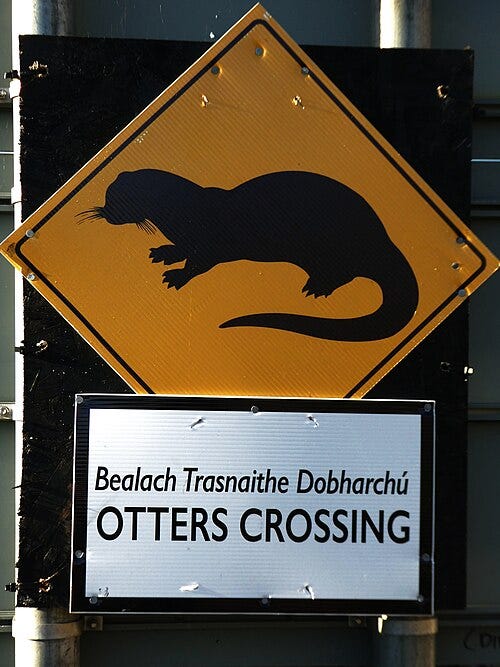 Bealach Trasnaithe Dobharchú
OTTERS CROSSING